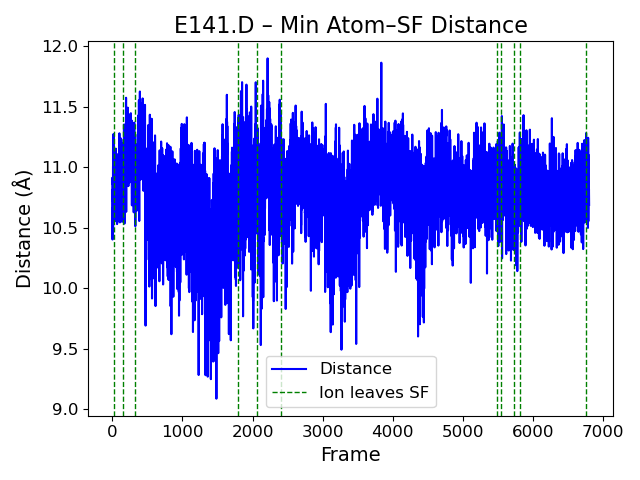 E141.D – Min Atom–SF Distance
12.0
11.5
11.0
10.5
10.0
9.5
9.0
Distance (Å)
Distance
Ion leaves SF
0 1000 2000 3000 4000 5000 6000 7000
Frame